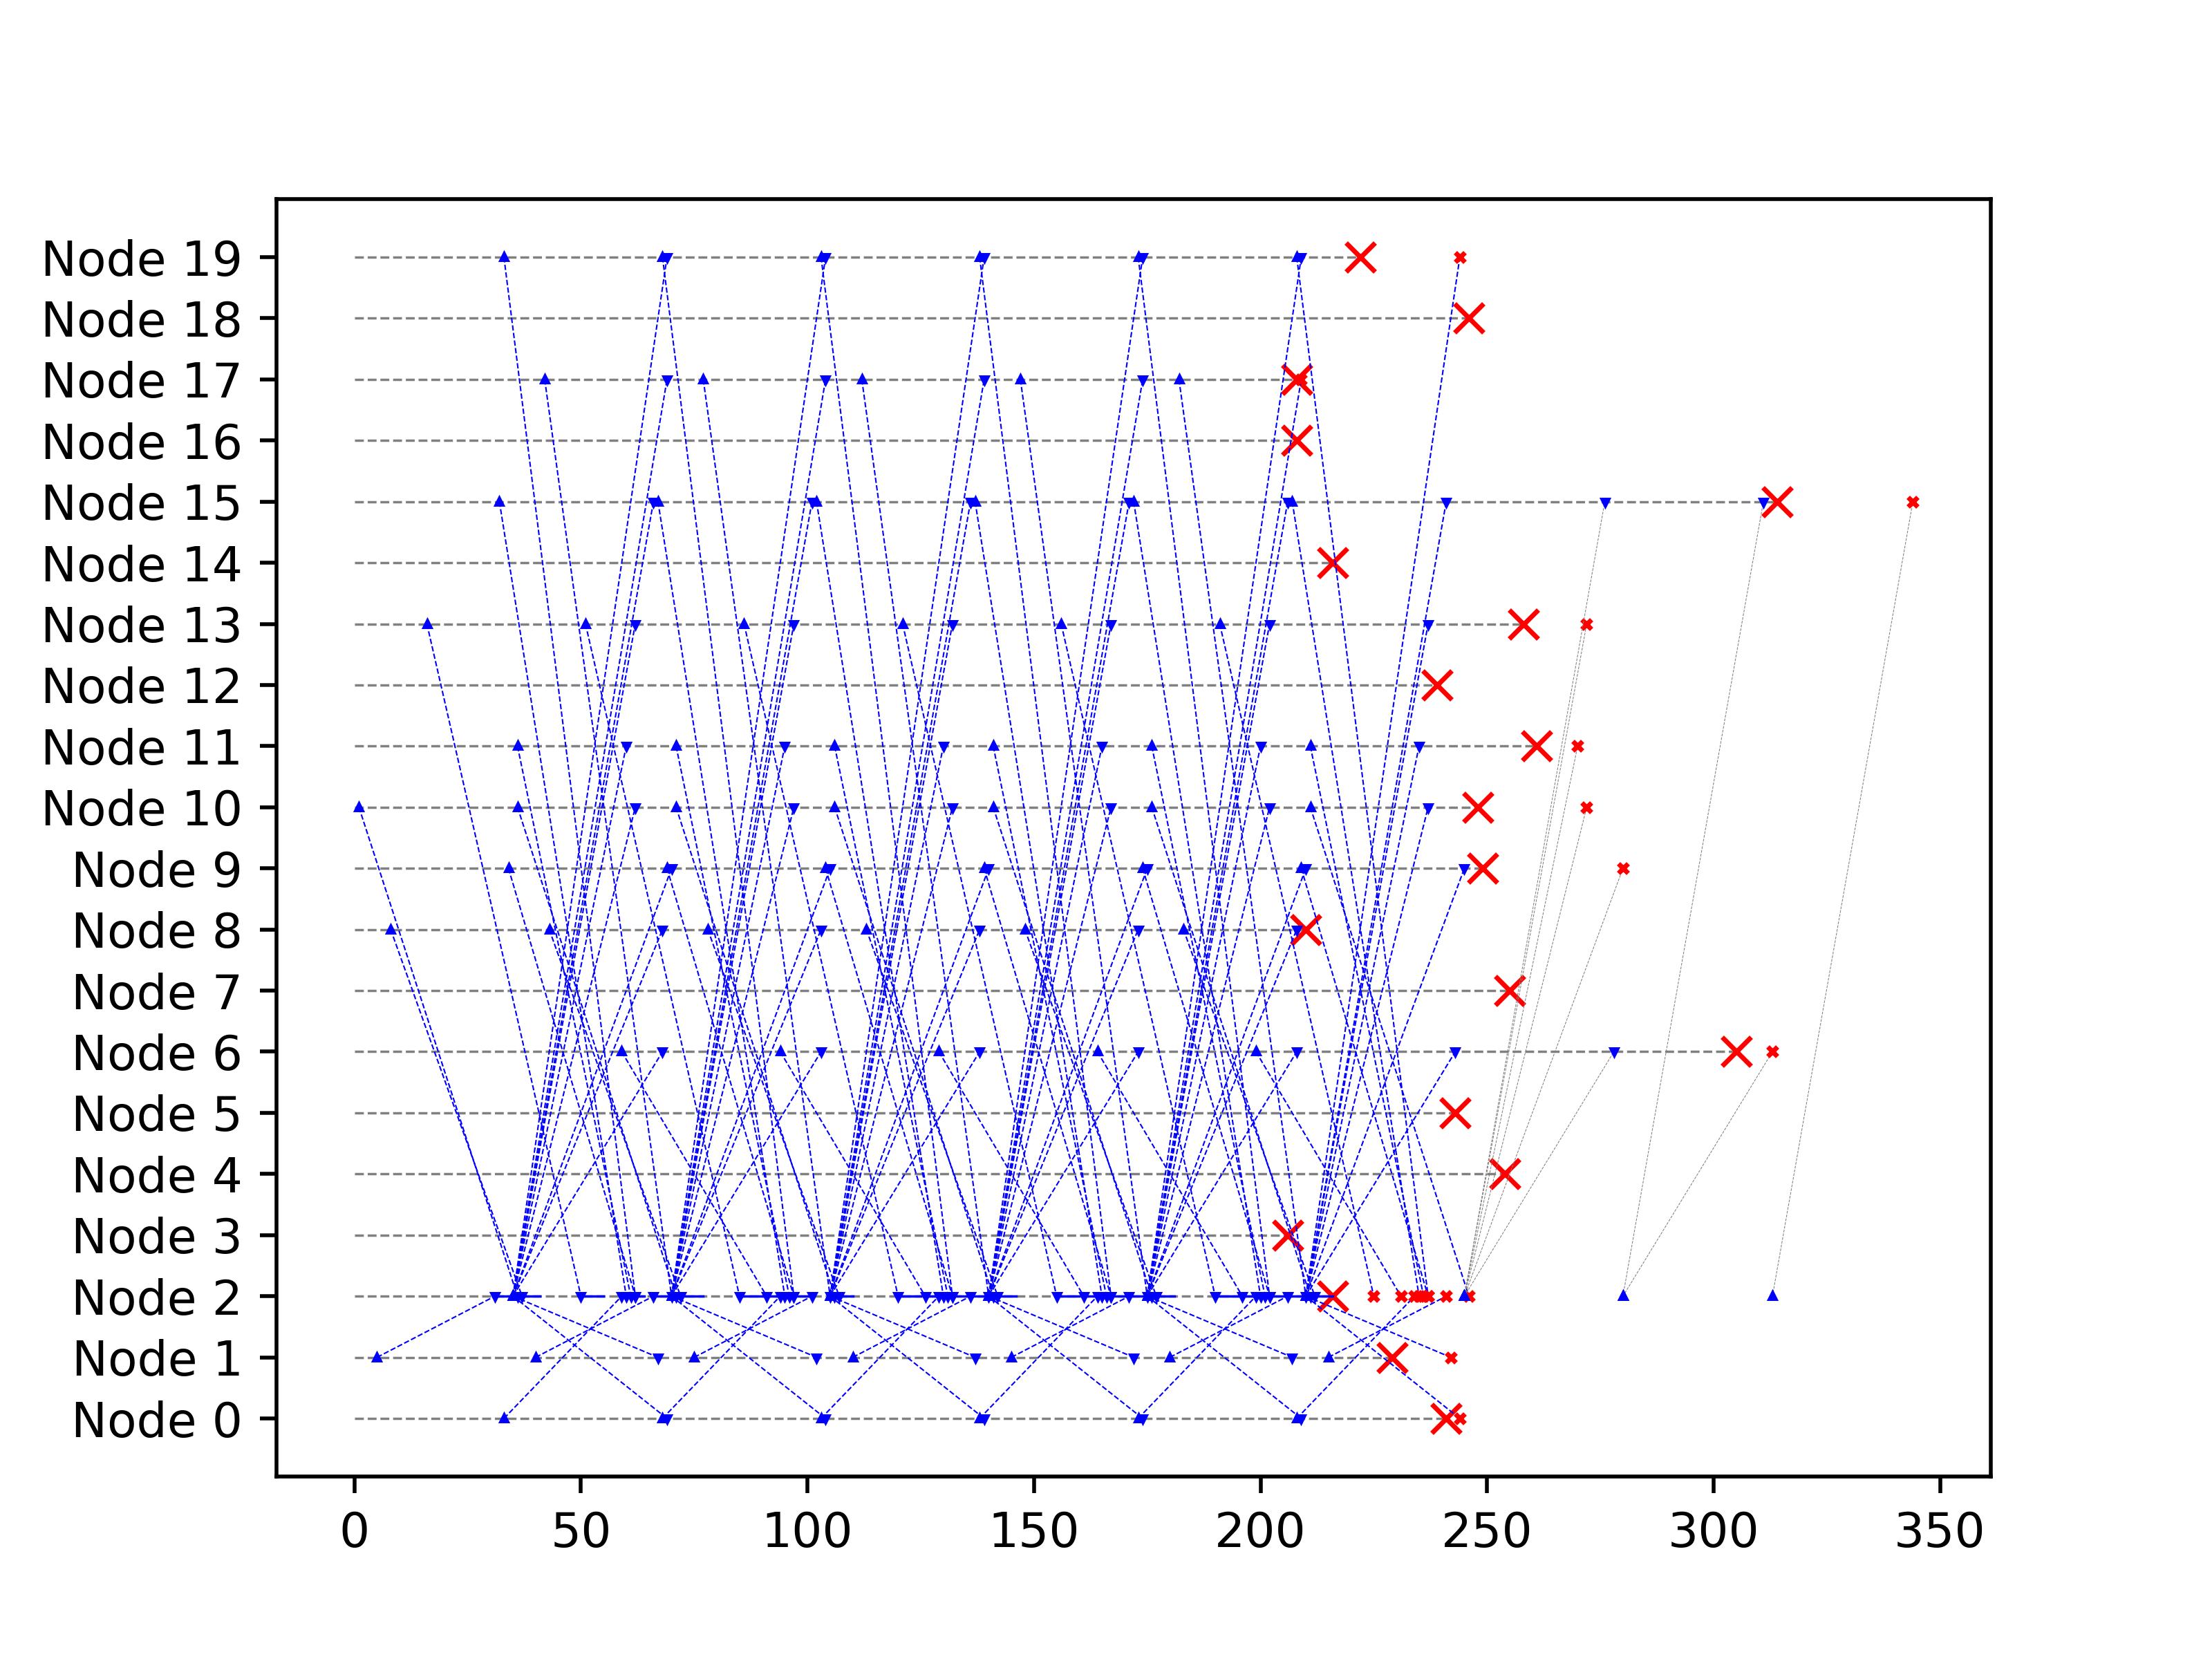 Node 19
Node 18
Node 17
Node 16
Node 15
Node 14
Node 13
Node 12
Node 11
Node 10
Node 9
Node 8
Node 7
Node 6
Node 5
Node 4
Node 3
Node 2
Node 1
Node 0
0 50 100 150 200 250 300 350